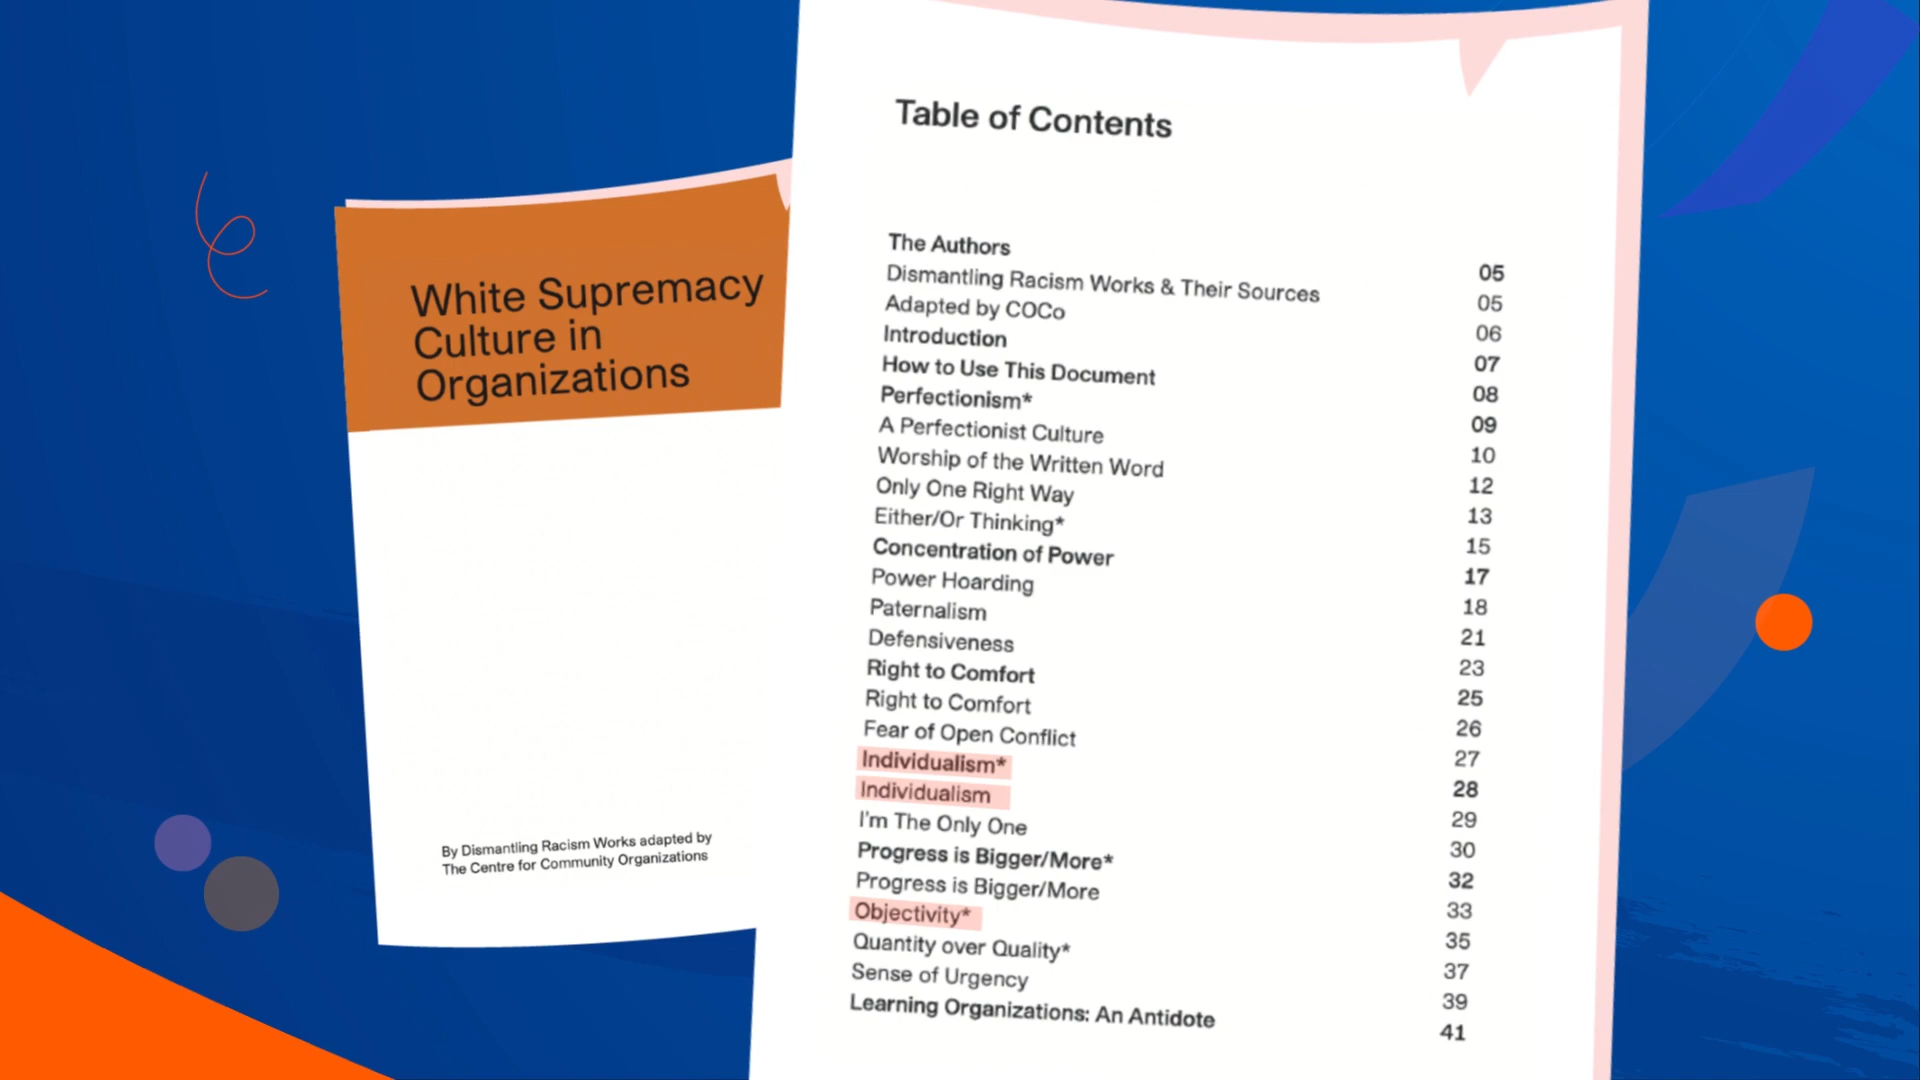 White Supremacy
Culture in
Organizations
By Dismantling Racism Works adapted by
The Centre for Community Organizations
Table of Contents
The Authors 05
Dismantling Racism Works & Their Sources 05
Adapted by COCo 06
Introduction 07
How to Use This Document 08
Perfectionism* 09
A Perfectionist Culture 10
Worship of the Written Word 12
Only One Right Way 13
Either/Or Thinking* 15
Concentration of Power 17
Power Hoarding 18
Paternalism 21
Defensiveness 23
Right to Comfort 25
Right to Comfort 26
Fear of Open Conflict 27
Individualism* 28
Individualism 29
I'm The Only One 30
Progress is Bigger/More* 32
Progress is Bigger/More 33
Objectivity* 35
Quantity over Quality* 37
Sense of Urgency 39
Learning Organizations: An Antidote 41